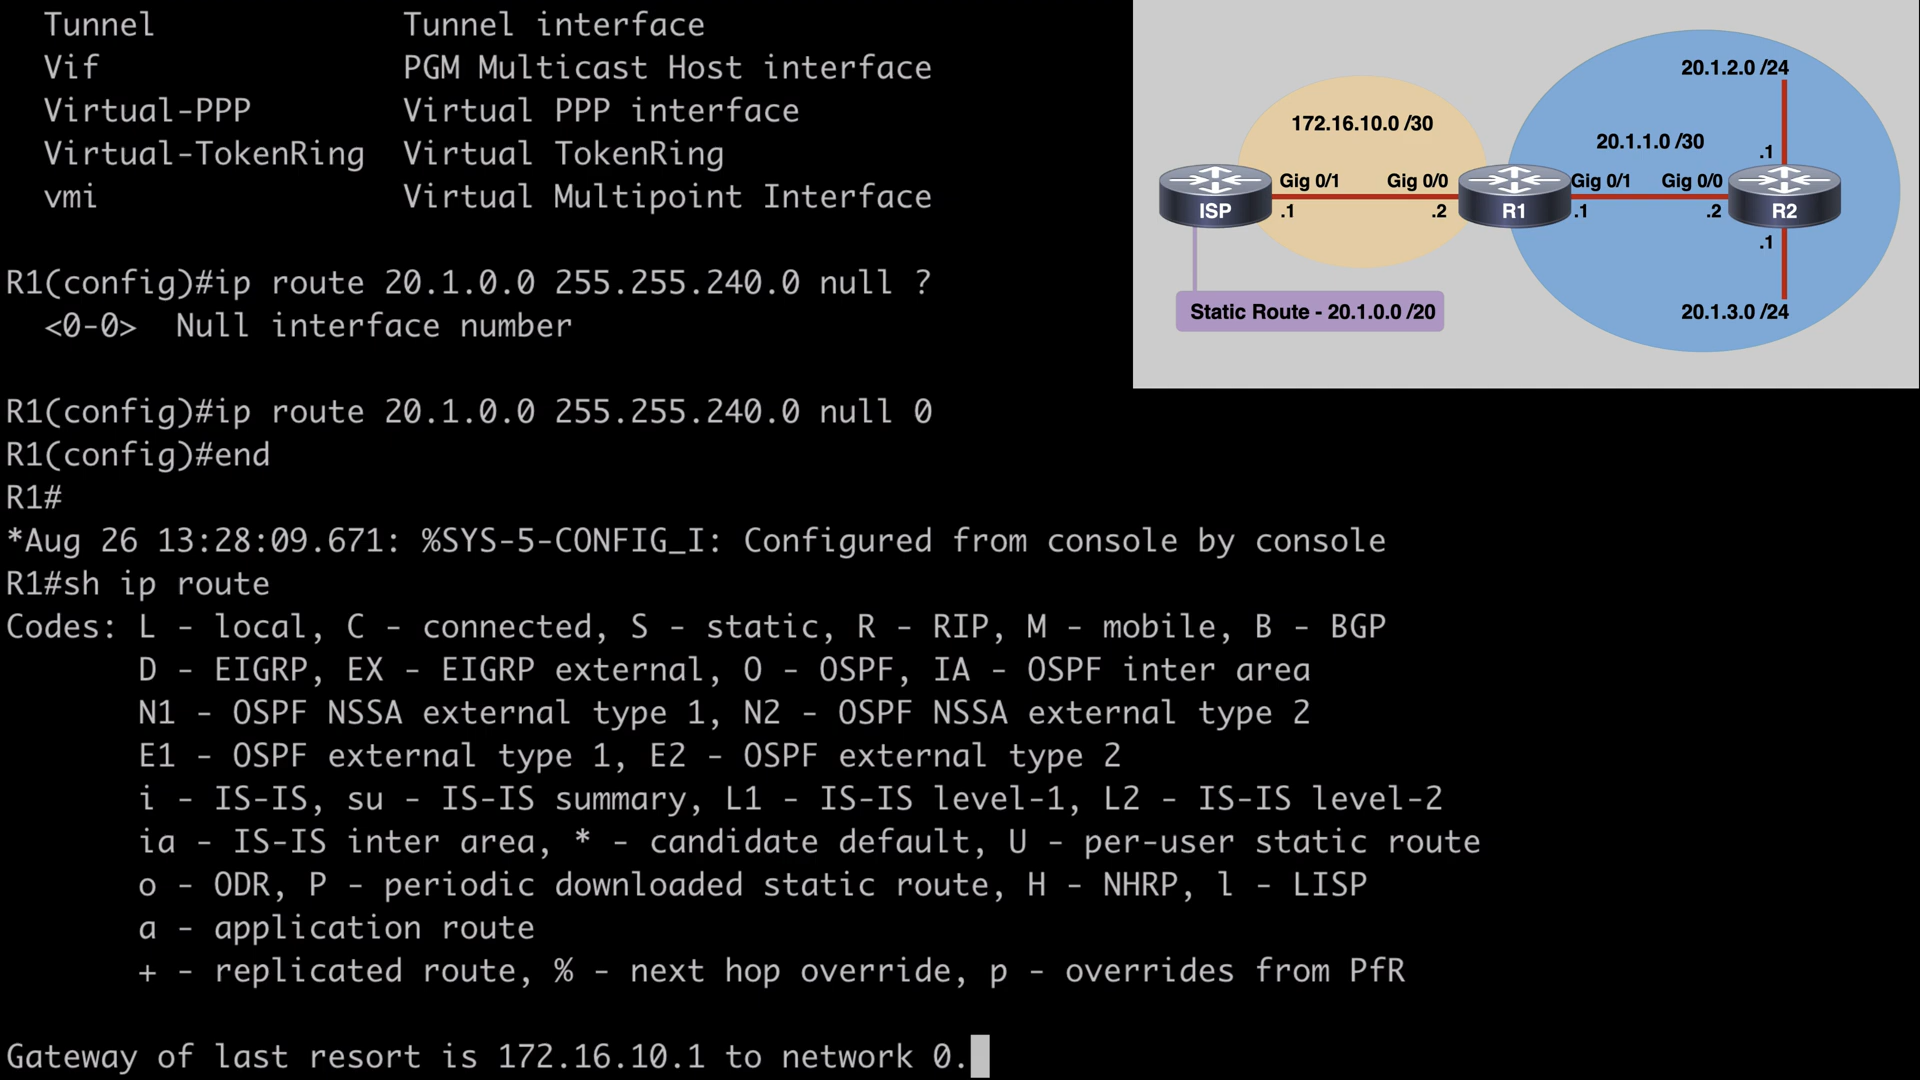 Tunnel Tunnel interface
Vif PGM Multicast Host interface
Virtual-PPP Virtual PPP interface
Virtual-TokenRing Virtual TokenRing
vmi Virtual Multipoint Interface
R1(config)#ip route 20.1.0.0 255.255.240.0 null ?
<0-0> Null interface number
R1(config)#ip route 20.1.0.0 255.255.240.0 null 0
R1(config)#end
R1#
*Aug 26 13:28:09.671: %SYS-5-CONFIG_I: Configured from console by console
R1#sh ip route
Codes: L - local, C - connected, S - static, R - RIP, M - mobile, B - BGP
D - EIGRP, EX - EIGRP external, O - OSPF, IA - OSPF inter area
N1 - OSPF NSSA external type 1, N2 - OSPF NSSA external type 2
E1 - OSPF external type 1, E2 - OSPF external type 2
i - IS-IS, su - IS-IS summary, L1 - IS-IS level-1, L2 - IS-IS level-2
ia - IS-IS inter area, * - candidate default, U - per-user static route
o - ODR, P - periodic downloaded static route, H - NHRP, l - LISP
a - application route
+ - replicated route, % - next hop override, p - overrides from PfR
Gateway of last resort is 172.16.10.1 to network 0.
20.1.2.0 /24
172.16.10.0 /30
20.1.1.0 /30
.1
Gig 0/1 Gig 0/0 Gig 0/1 Gig 0/0
ISP .1 .2 R1 .1 .2 R2
.1
Static Route - 20.1.0.0 /20
20.1.3.0 /24